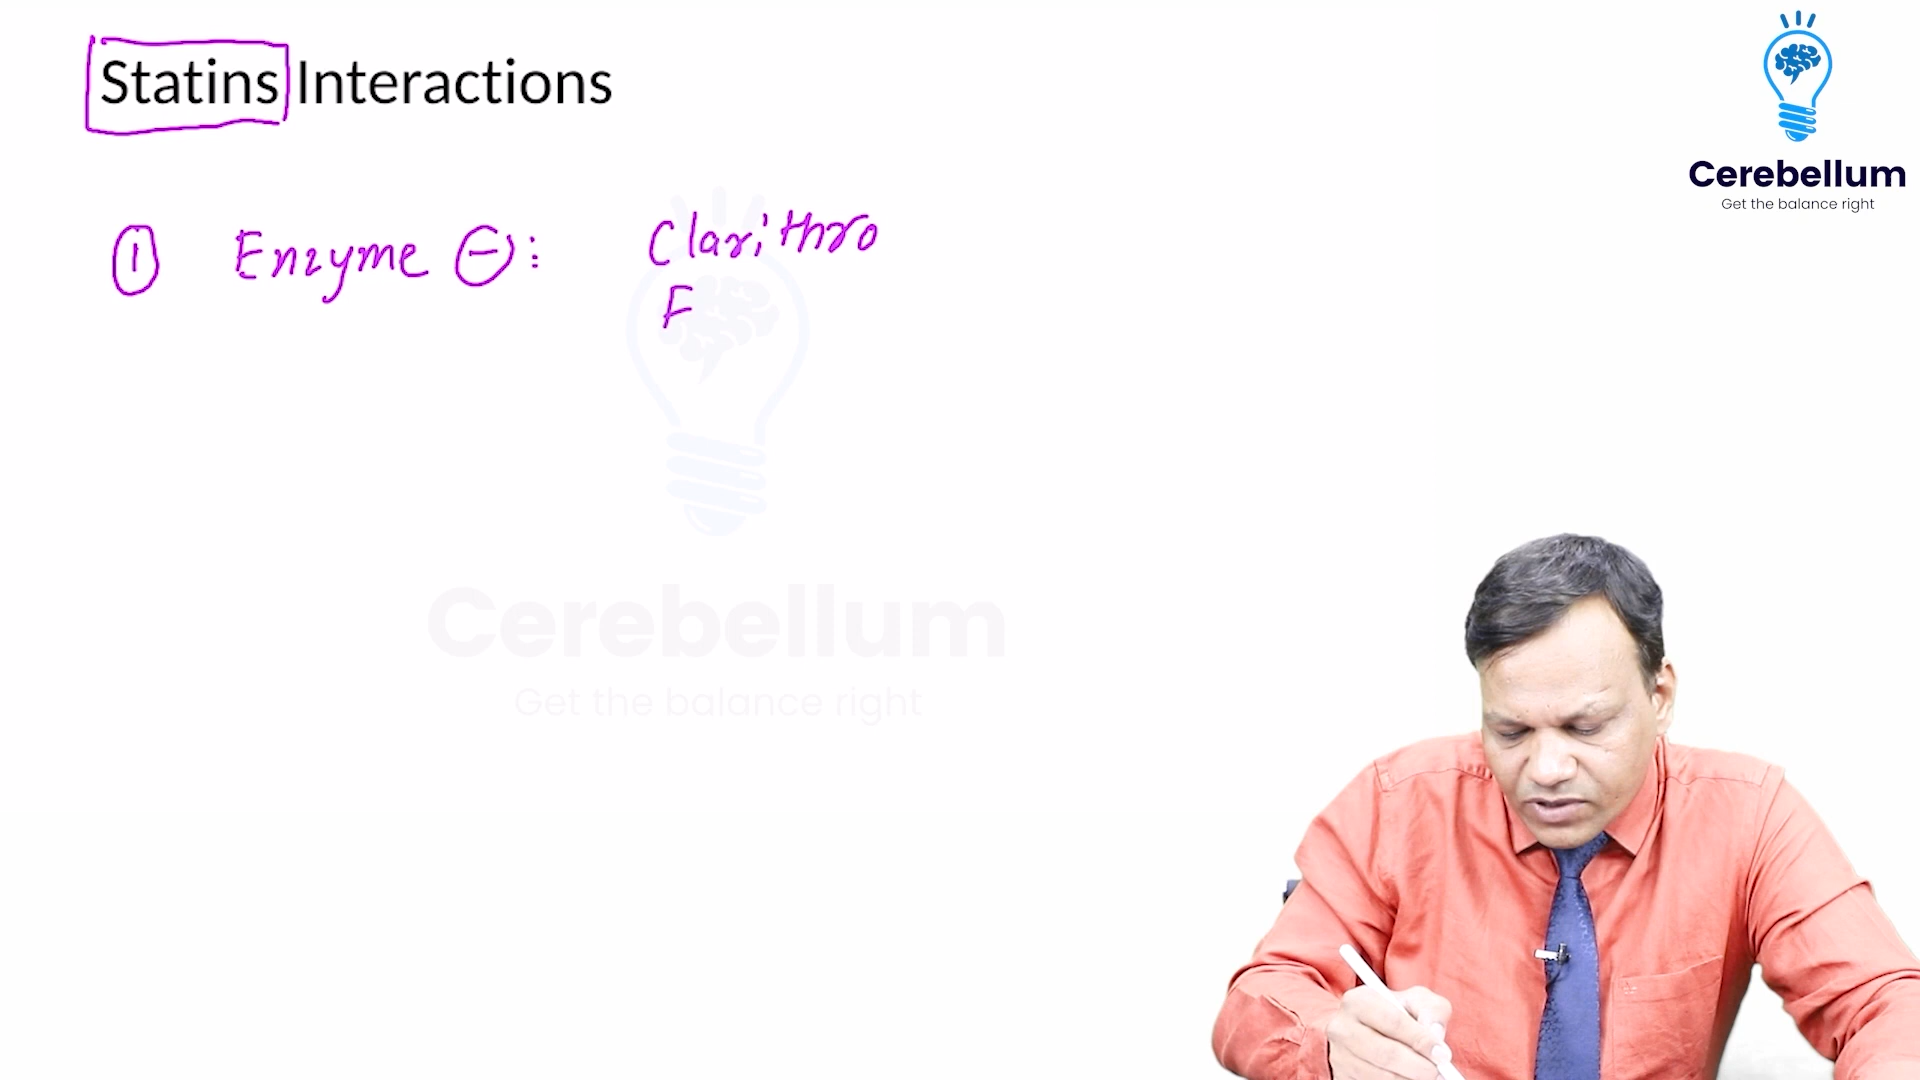 Statins Interactions
Cerebellum
Get the balance right
① Enzyme ⊖: Clarithro
E
Cerebellum
Get the balance right